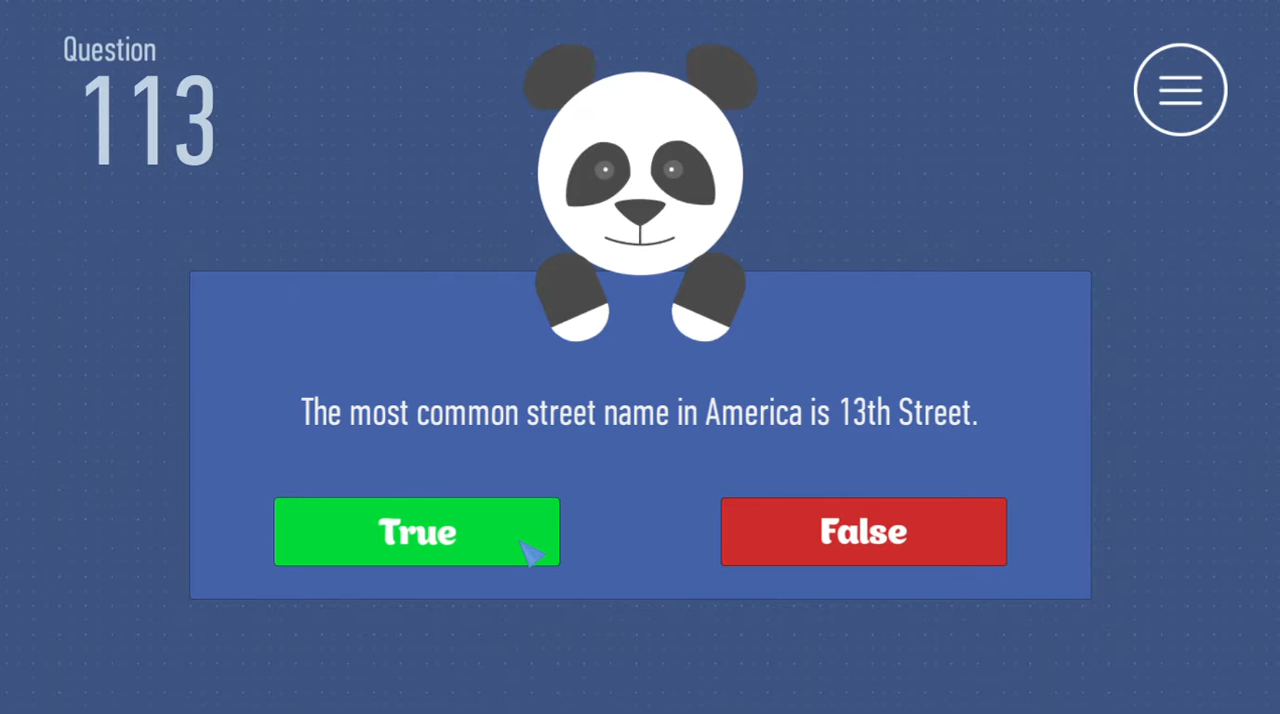 Question
113
The most common street name in America is 13th Street.
True
False